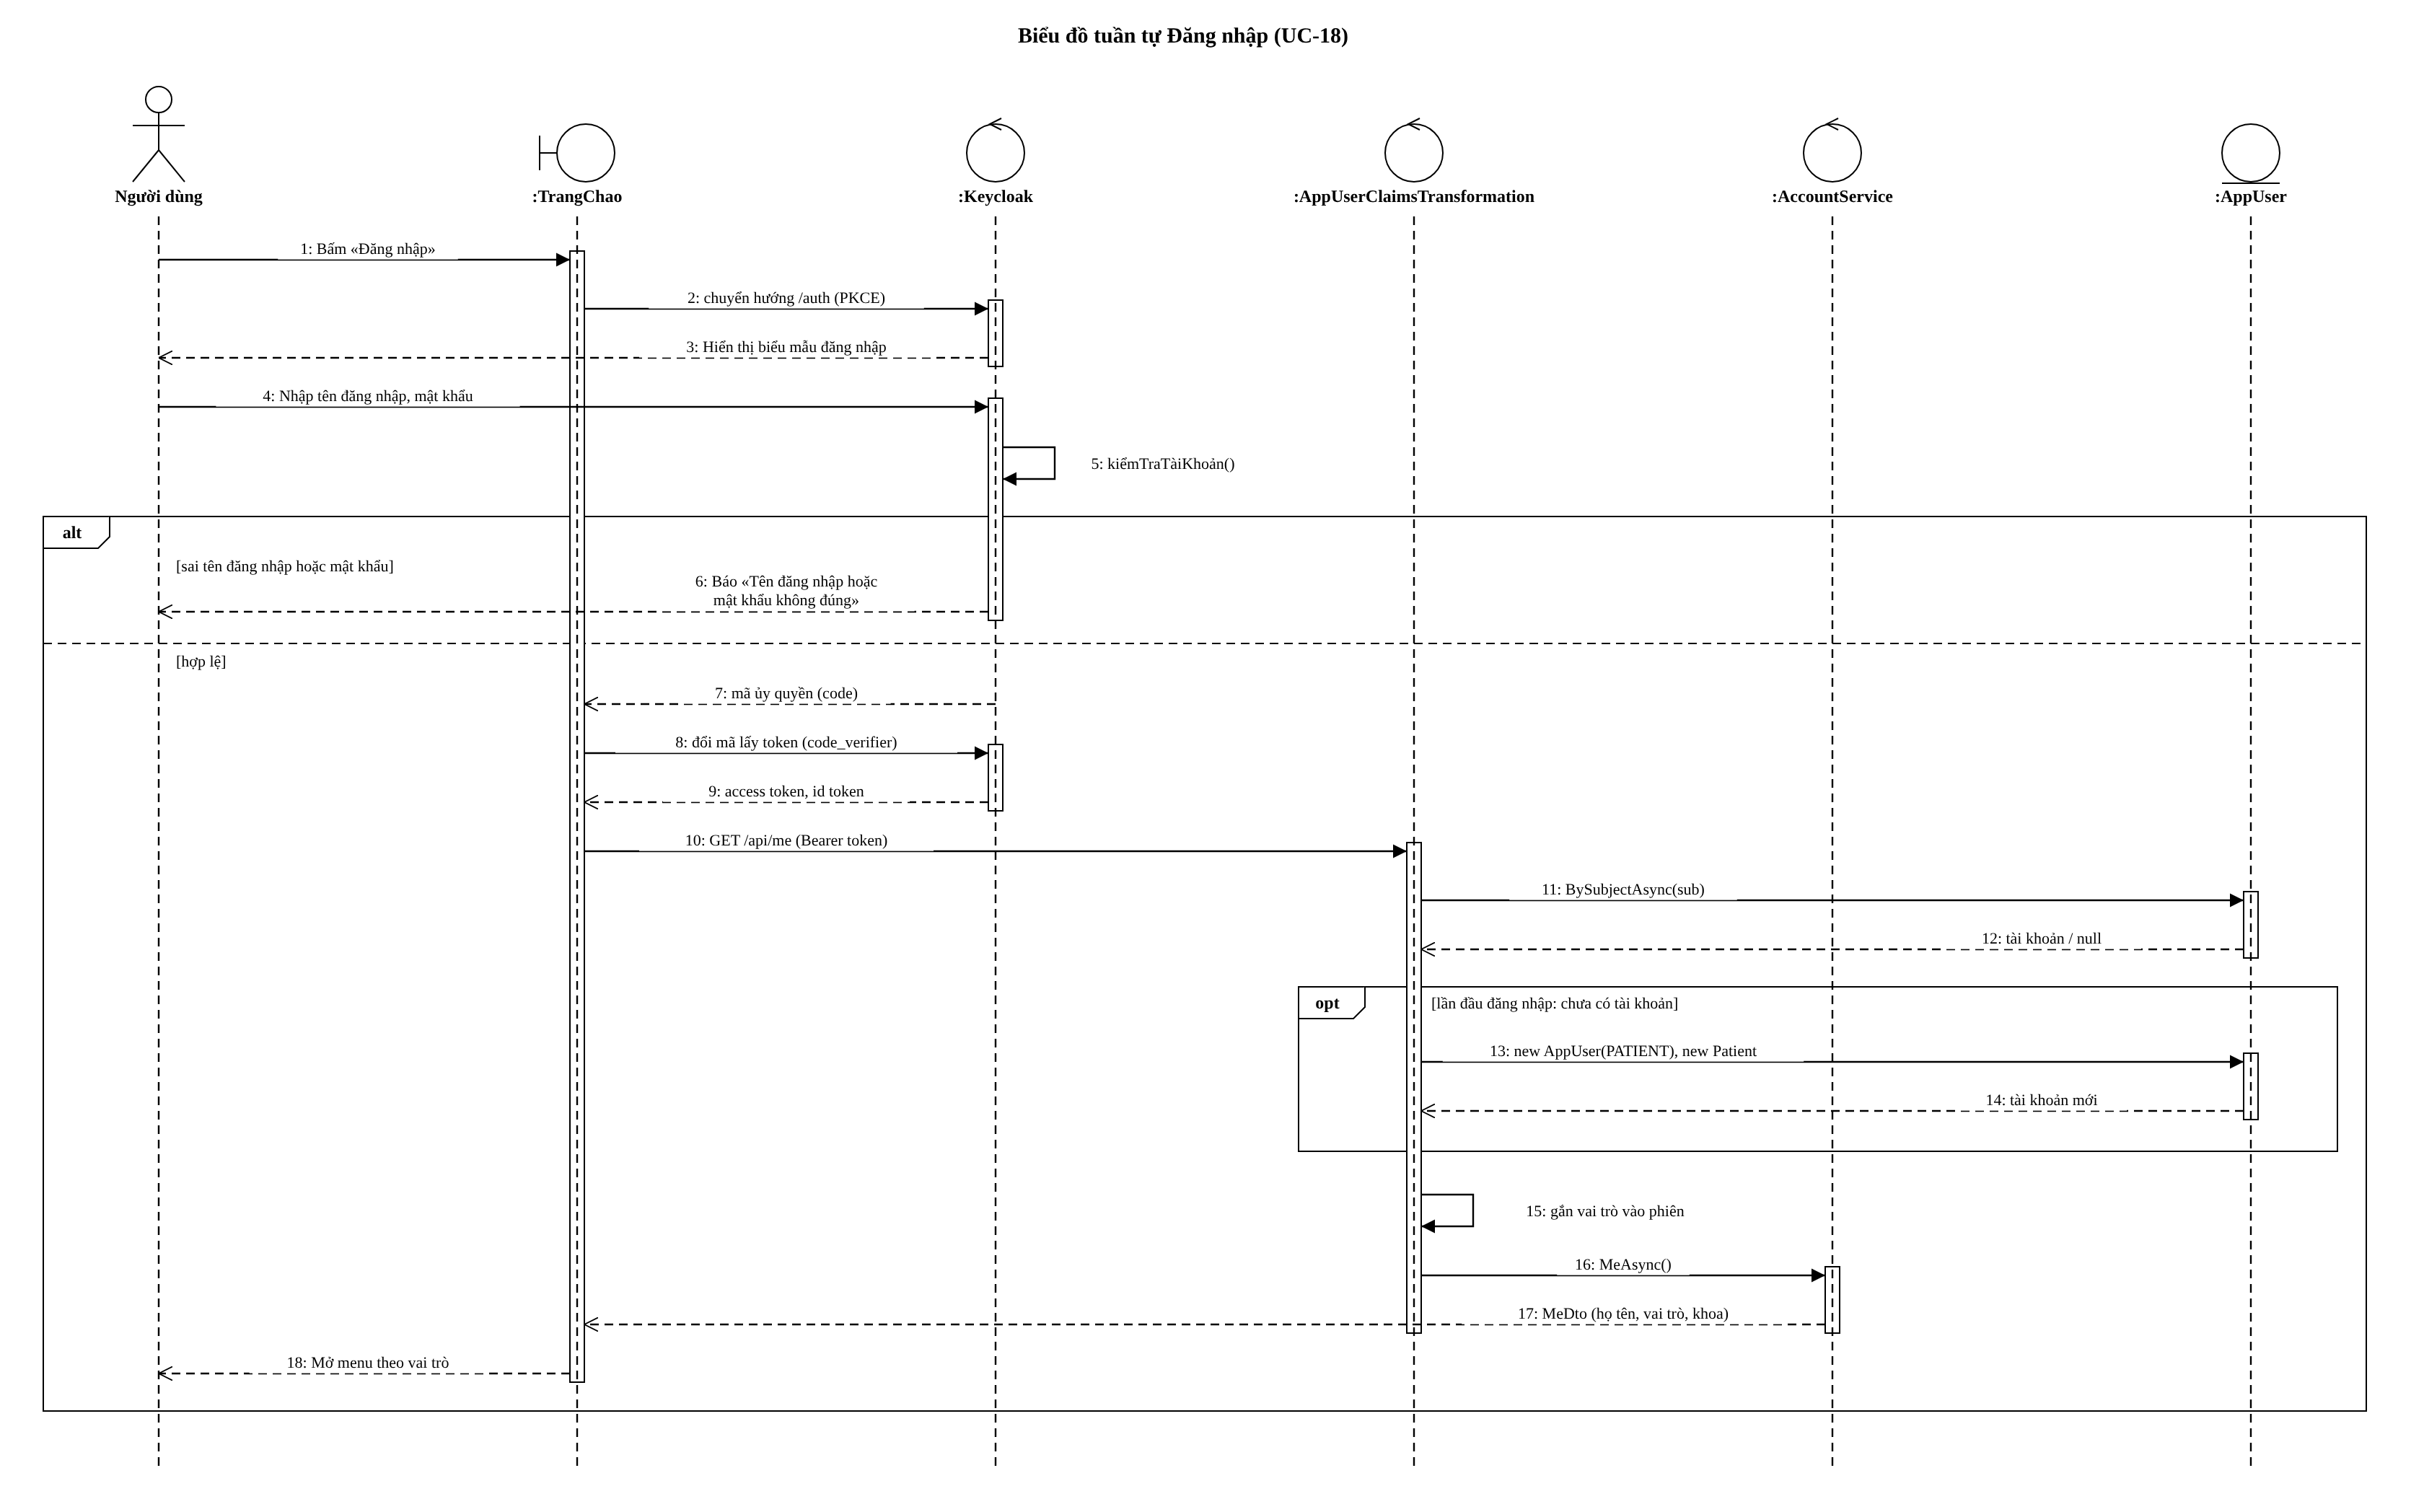 Biểu đồ tuần tự Đăng nhập (UC-18)
Người dùng
:TrangChao
:Keycloak
:AppUserClaimsTransformation
:AccountService
:AppUser
1: Bấm «Đăng nhập»
2: chuyển hướng /auth (PKCE)
3: Hiển thị biểu mẫu đăng nhập
4: Nhập tên đăng nhập, mật khẩu
5: kiểmTraTàiKhoản()
alt
[sai tên đăng nhập hoặc mật khẩu]
6: Báo «Tên đăng nhập hoặc
mật khẩu không đúng»
[hợp lệ]
7: mã ủy quyền (code)
8: đổi mã lấy token (code_verifier)
9: access token, id token
10: GET /api/me (Bearer token)
11: BySubjectAsync(sub)
12: tài khoản / null
opt
[lần đầu đăng nhập: chưa có tài khoản]
13: new AppUser(PATIENT), new Patient
14: tài khoản mới
15: gắn vai trò vào phiên
16: MeAsync()
17: MeDto (họ tên, vai trò, khoa)
18: Mở menu theo vai trò